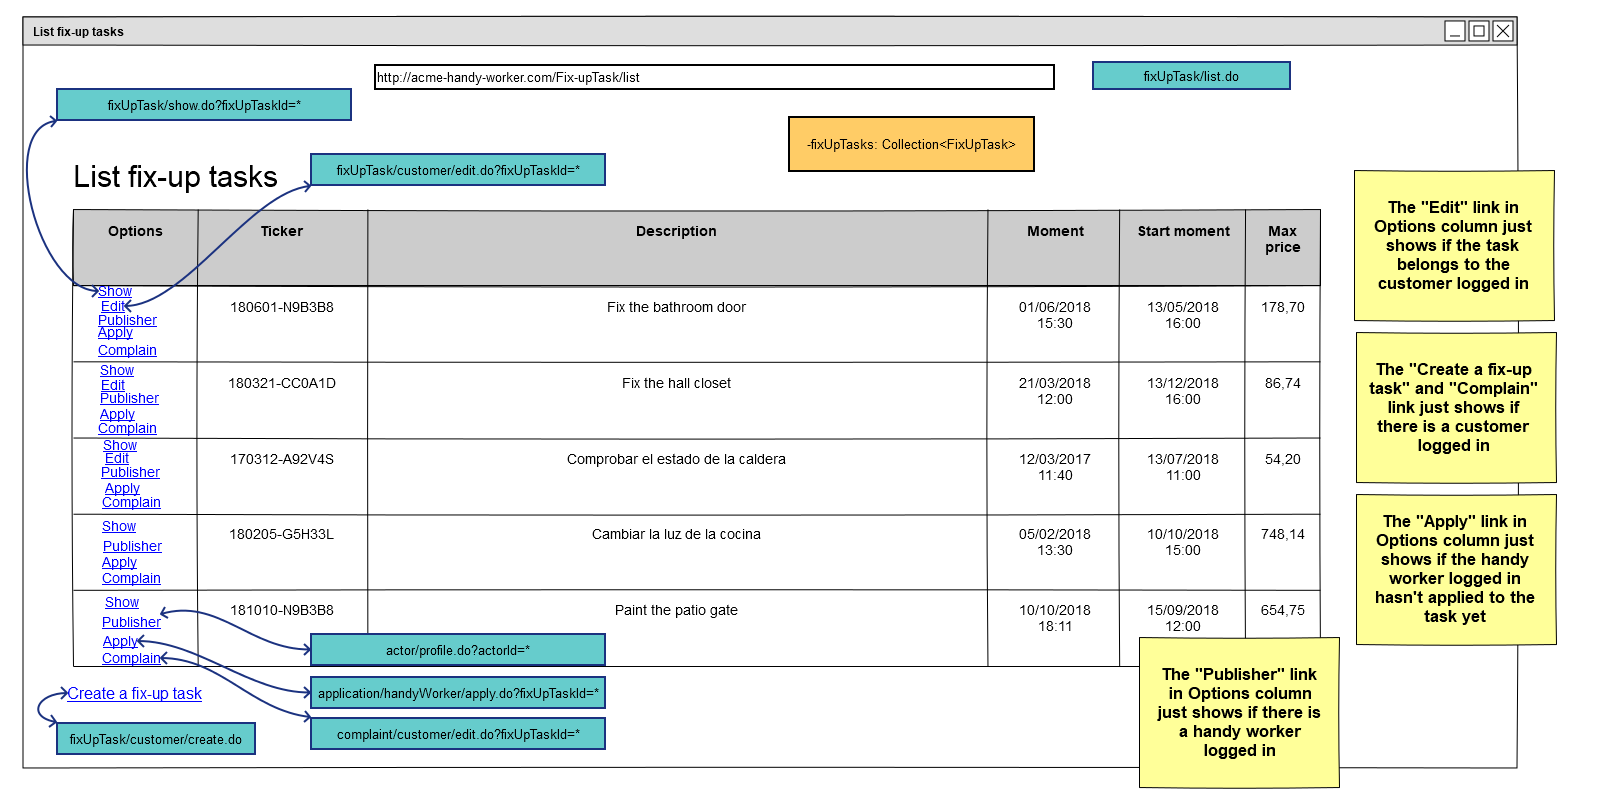 List fix-up tasks
http://acme-handy-worker.com/Fix-upTask/list
fixUpTask/list.do
fixUpTask/show.do?fixUpTaskId=*
-fixUpTasks: Collection<FixUpTask>
List fix-up tasks
fixUpTask/customer/edit.do?fixUpTaskId=*
Options
Ticker
Description
Moment
Start moment
Max
price
Show
Edit
Publisher
Apply
Complain
180601-N9B3B8
Fix the bathroom door
01/06/2018
15:30
13/05/2018
16:00
178,70
Show
Edit
Publisher
Apply
Complain
180321-CC0A1D
Fix the hall closet
21/03/2018
12:00
13/12/2018
16:00
86,74
Show
Edit
Publisher
Apply
Complain
170312-A92V4S
Comprobar el estado de la caldera
12/03/2017
11:40
13/07/2018
11:00
54,20
Show
Publisher
Apply
Complain
180205-G5H33L
Cambiar la luz de la cocina
05/02/2018
13:30
10/10/2018
15:00
748,14
Show
Publisher
Apply
Complain
181010-N9B3B8
Paint the patio gate
10/10/2018
18:11
15/09/2018
12:00
654,75
actor/profile.do?actorId=*
application/handyWorker/apply.do?fixUpTaskId=*
complaint/customer/edit.do?fixUpTaskId=*
Create a fix-up task
fixUpTask/customer/create.do
The "Edit" link in
Options column just
shows if the task
belongs to the
customer logged in
The "Create a fix-up
task" and "Complain"
link just shows if
there is a customer
logged in
The "Apply" link in
Options column just
shows if the handy
worker logged in
hasn't applied to the
task yet
The "Publisher" link
in Options column
just shows if there is
a handy worker
logged in